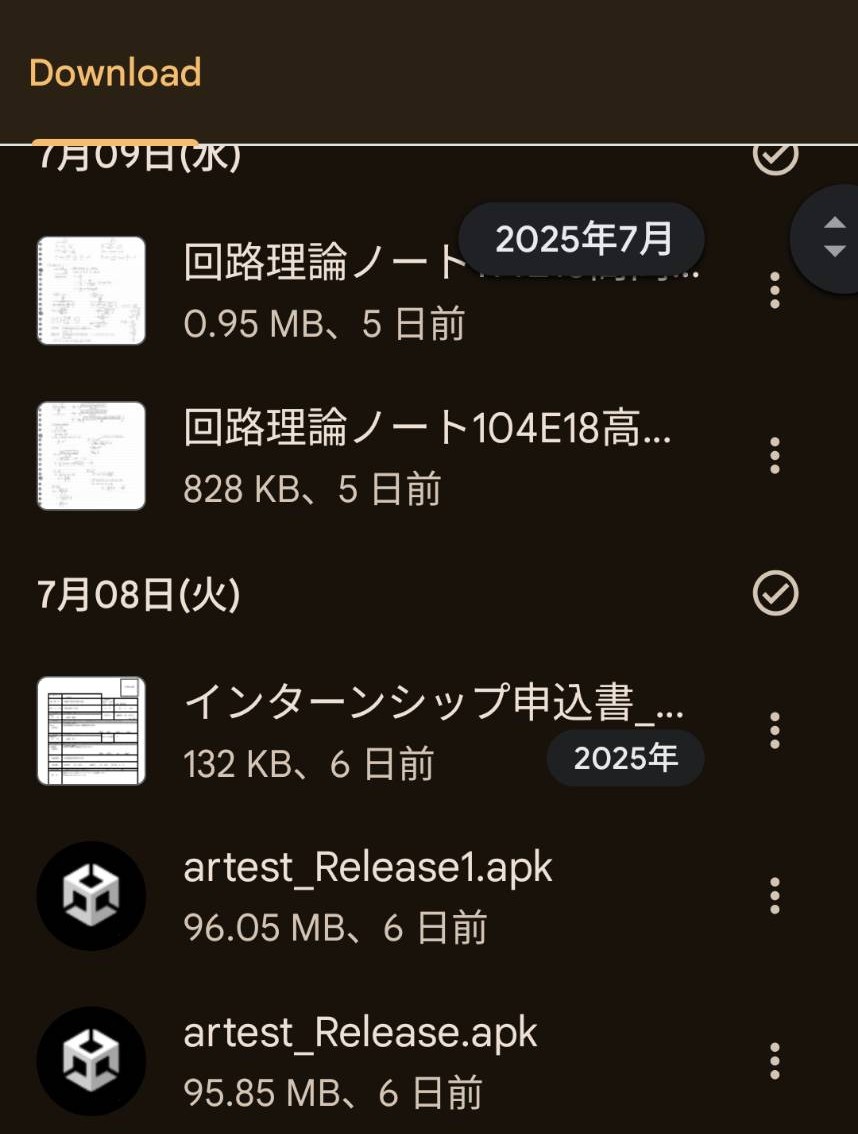 Download
7月09日(水)
2025年7月
回路理論ノート
0.95 MB、5 日前
回路理論ノート104E18高...
828 KB、5 日前
7月08日(火)
インターンシップ申込書_...
132 KB、6 日前
2025年
artest_Release1.apk
96.05 MB、6 日前
artest_Release.apk
95.85 MB、6 日前